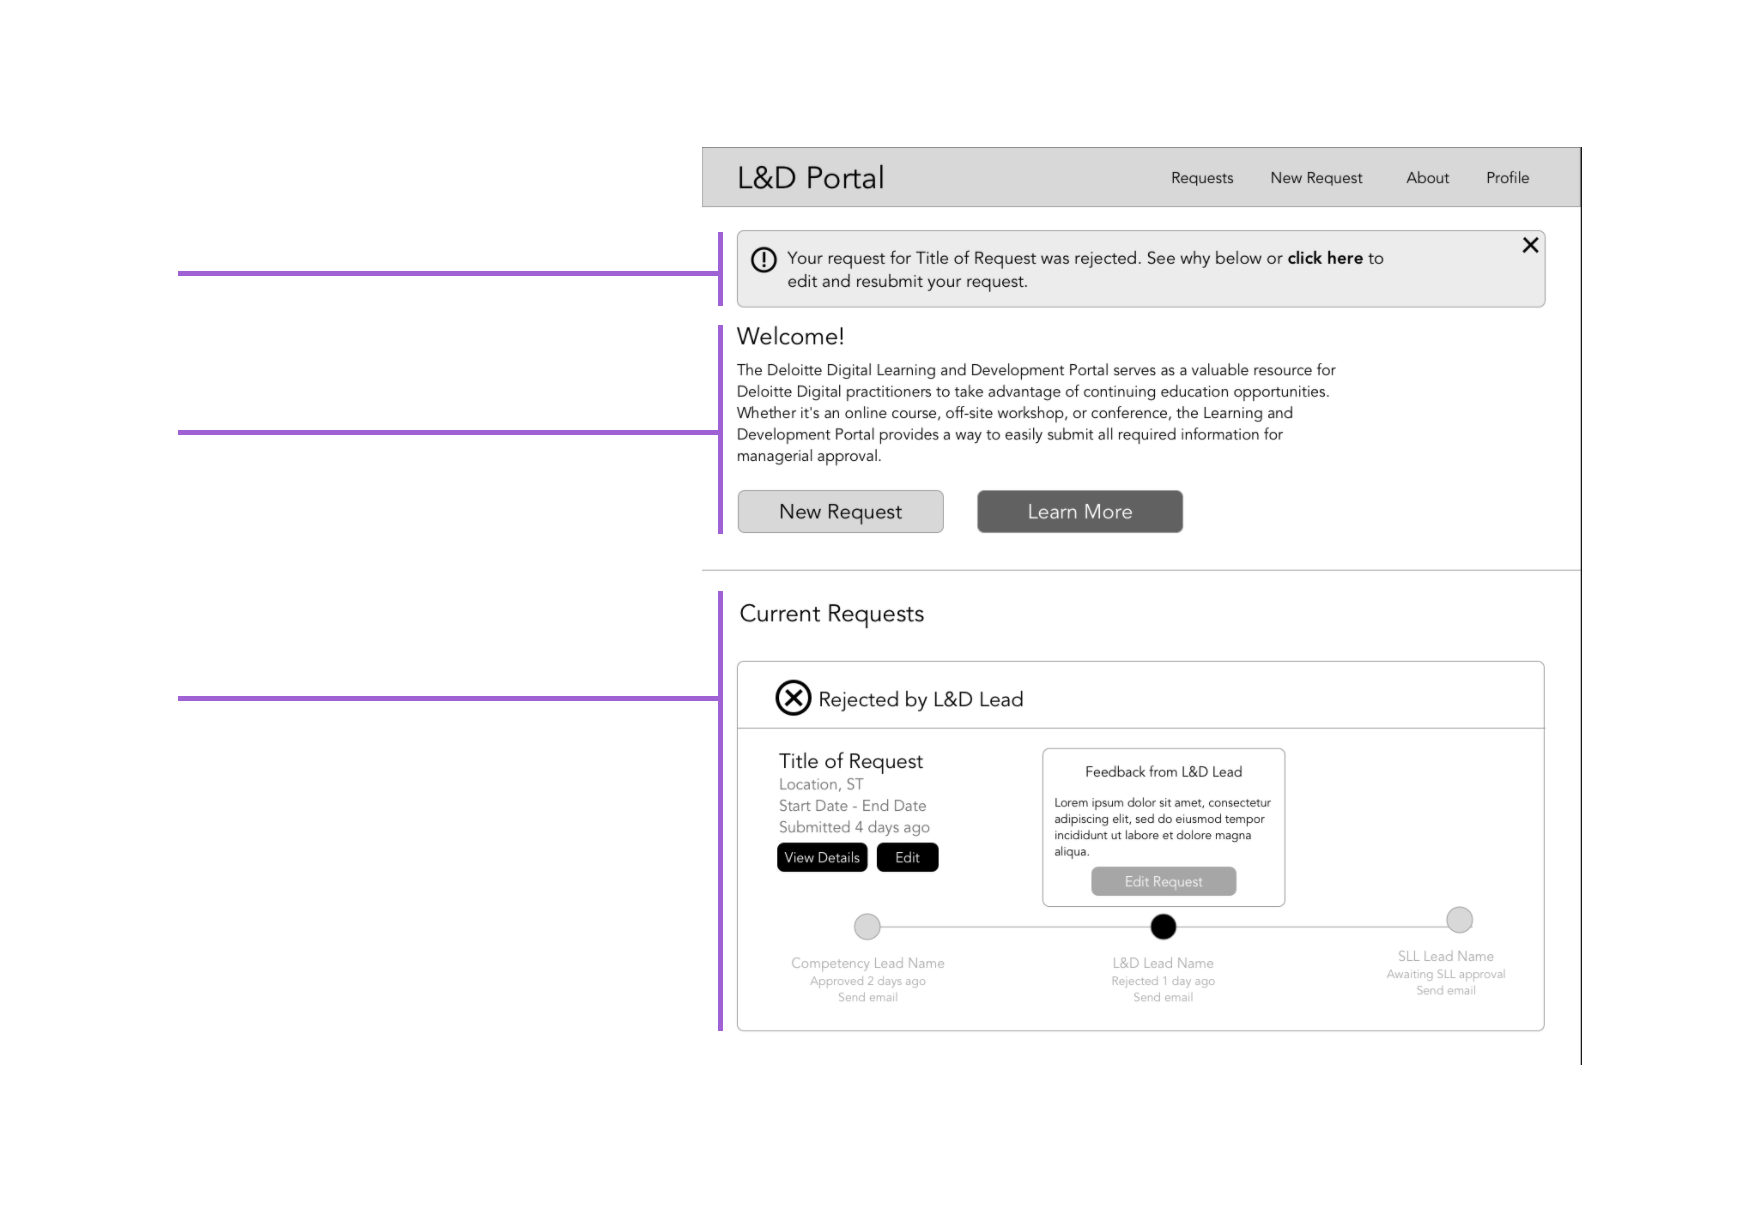 L&D Portal
Requests
New Request
About
Profile
Your request for Title of Request was rejected. See why below or click here to
edit and resubmit your request.
Welcome!
The Deloitte Digital Learning and Development Portal serves as a valuable resource for
Deloitte Digital practitioners to take advantage of continuing education opportunities.
Whether it's an online course, off-site workshop, or conference, the Learning and
Development Portal provides a way to easily submit all required information for
managerial approval.
New Request
Learn More
Current Requests
Rejected by L&D Lead
Title of Request
Location, ST
Start Date - End Date
Submitted 4 days ago
View Details
Edit
Feedback from L&D Lead
Lorem ipsum dolor sit amet, consectetur
adipiscing elit, sed do eiusmod tempor
incididunt ut labore et dolore magna
aliqua.
Edit Request
Competency Lead Name
Approved 2 days ago
Send email
L&D Lead Name
Rejected 1 day ago
Send email
SLL Lead Name
Awaiting SLL approval
Send email